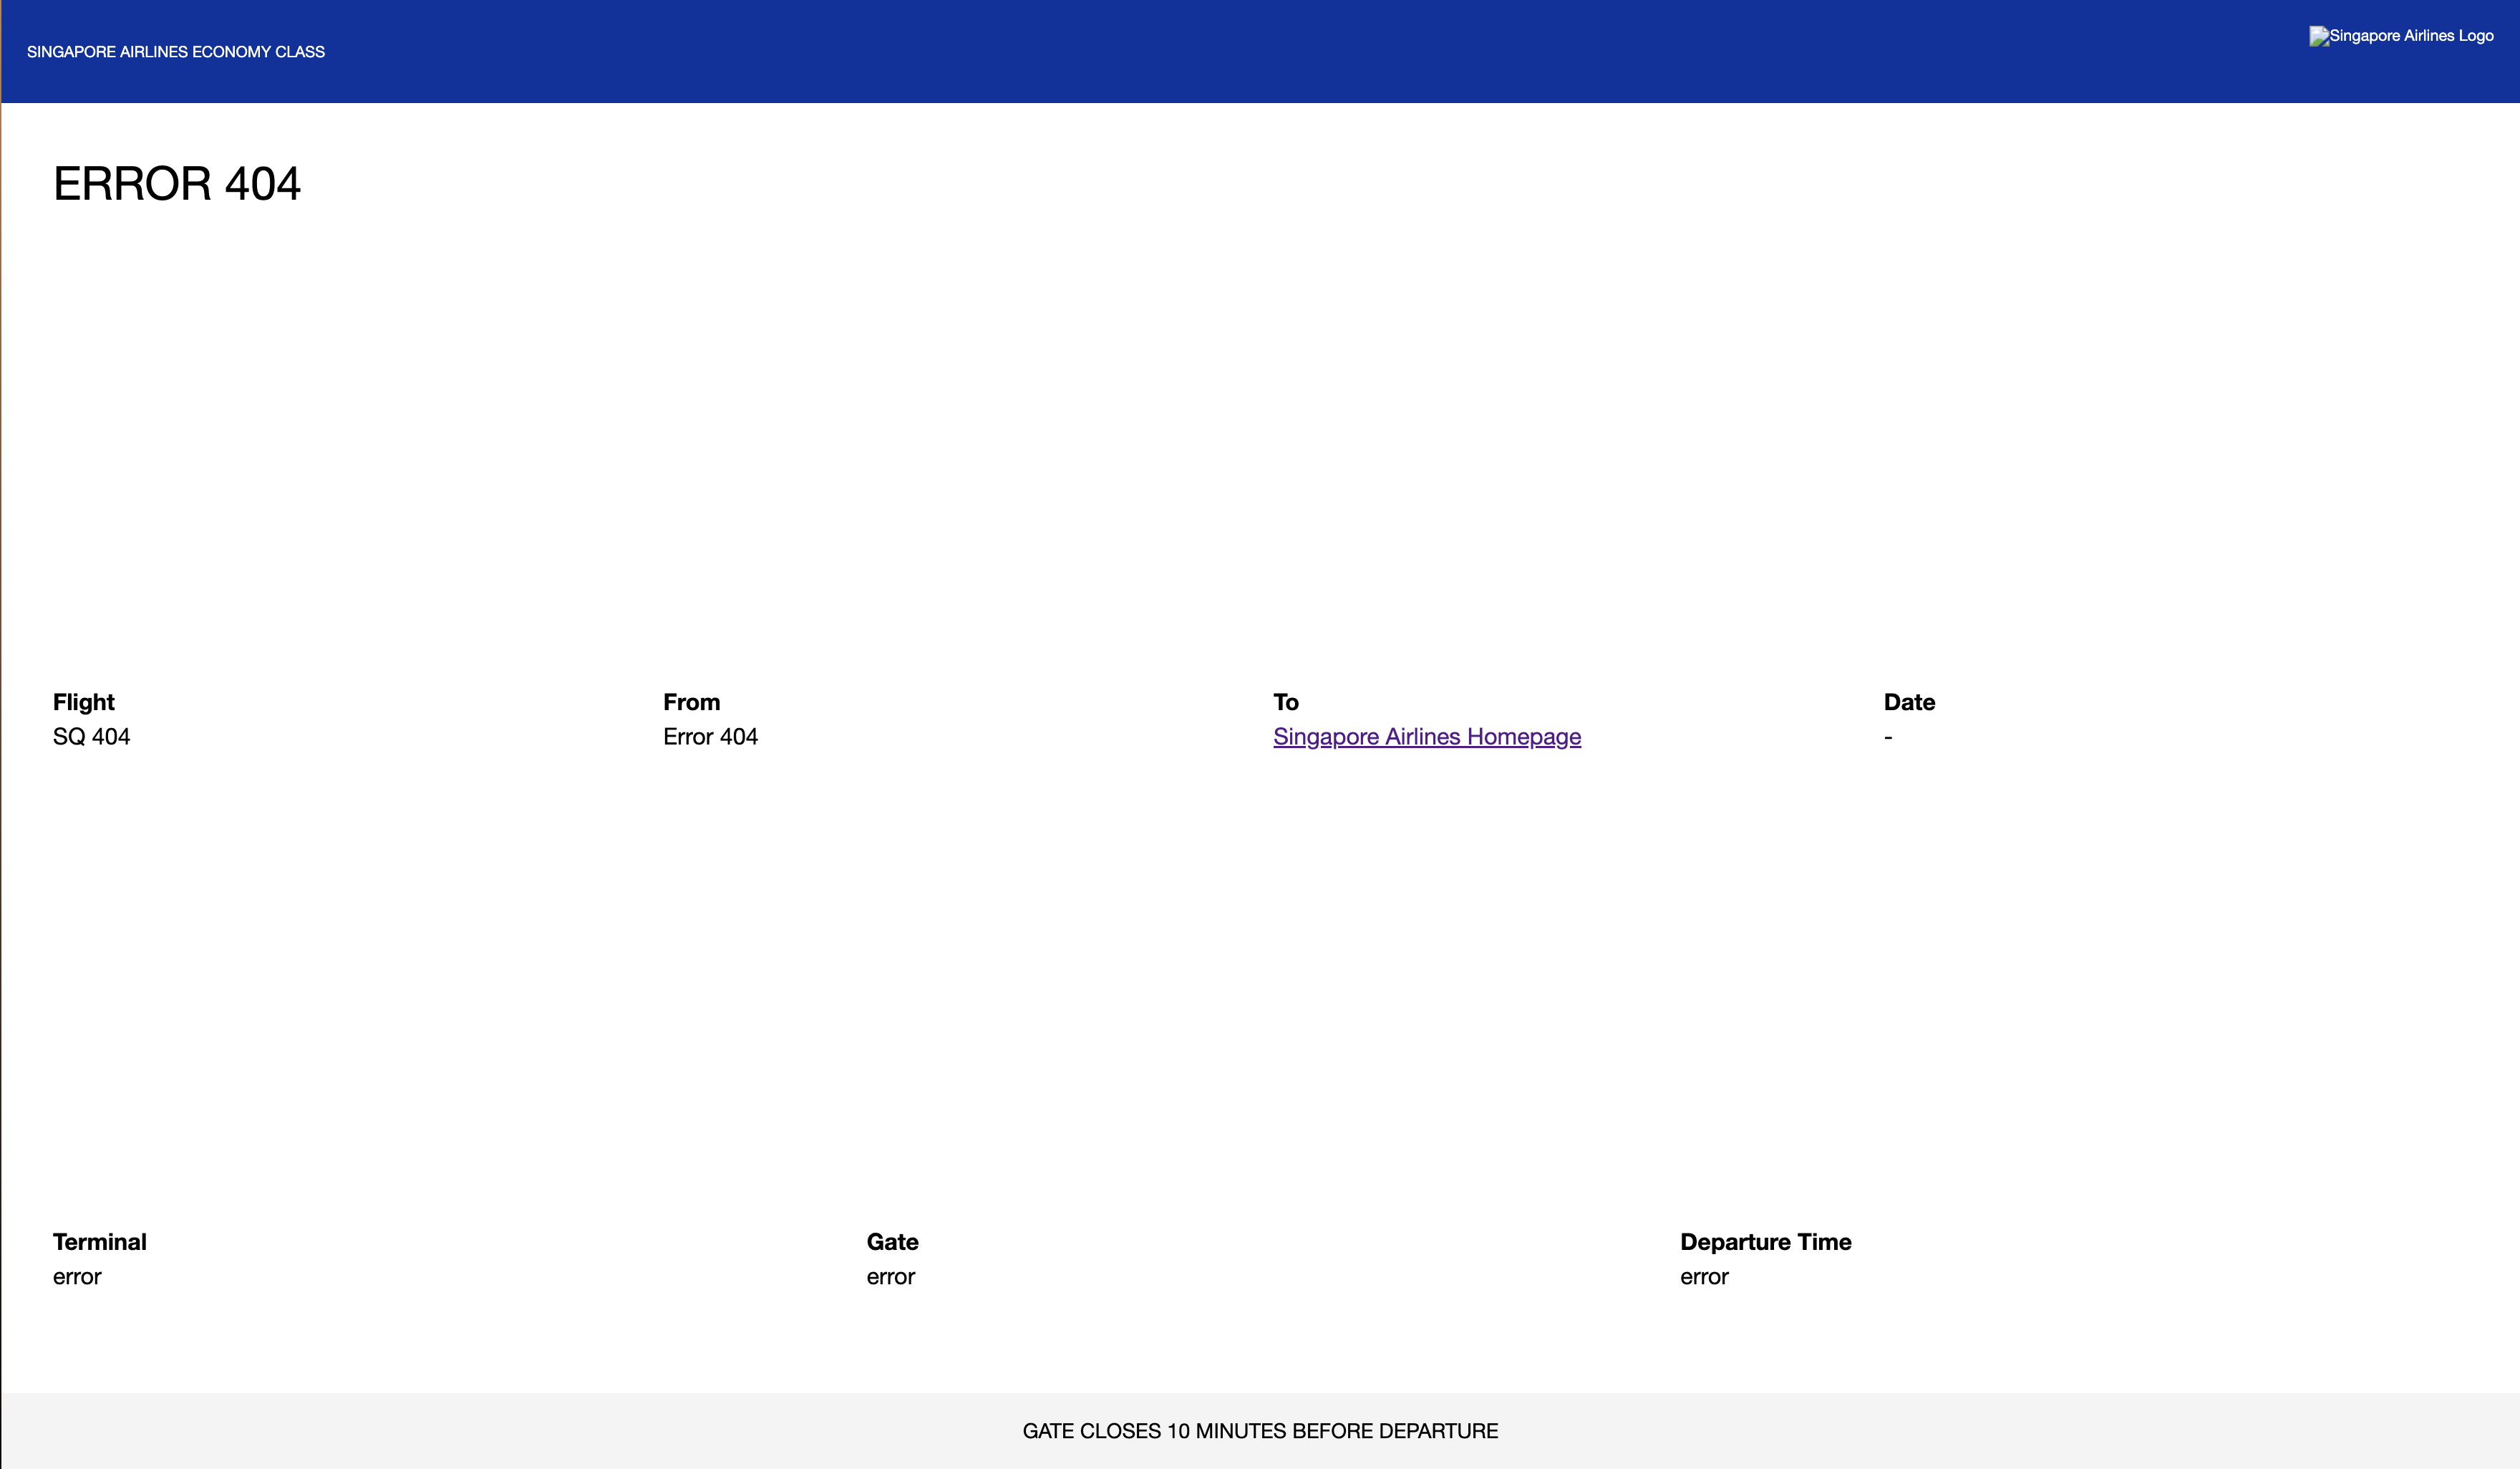 SINGAPORE AIRLINES ECONOMY CLASS
Singapore Airlines Logo
ERROR 404
Flight
SQ 404
From
Error 404
To
Singapore Airlines Homepage
Date
-
Terminal
error
Gate
error
Departure Time
error
GATE CLOSES 10 MINUTES BEFORE DEPARTURE